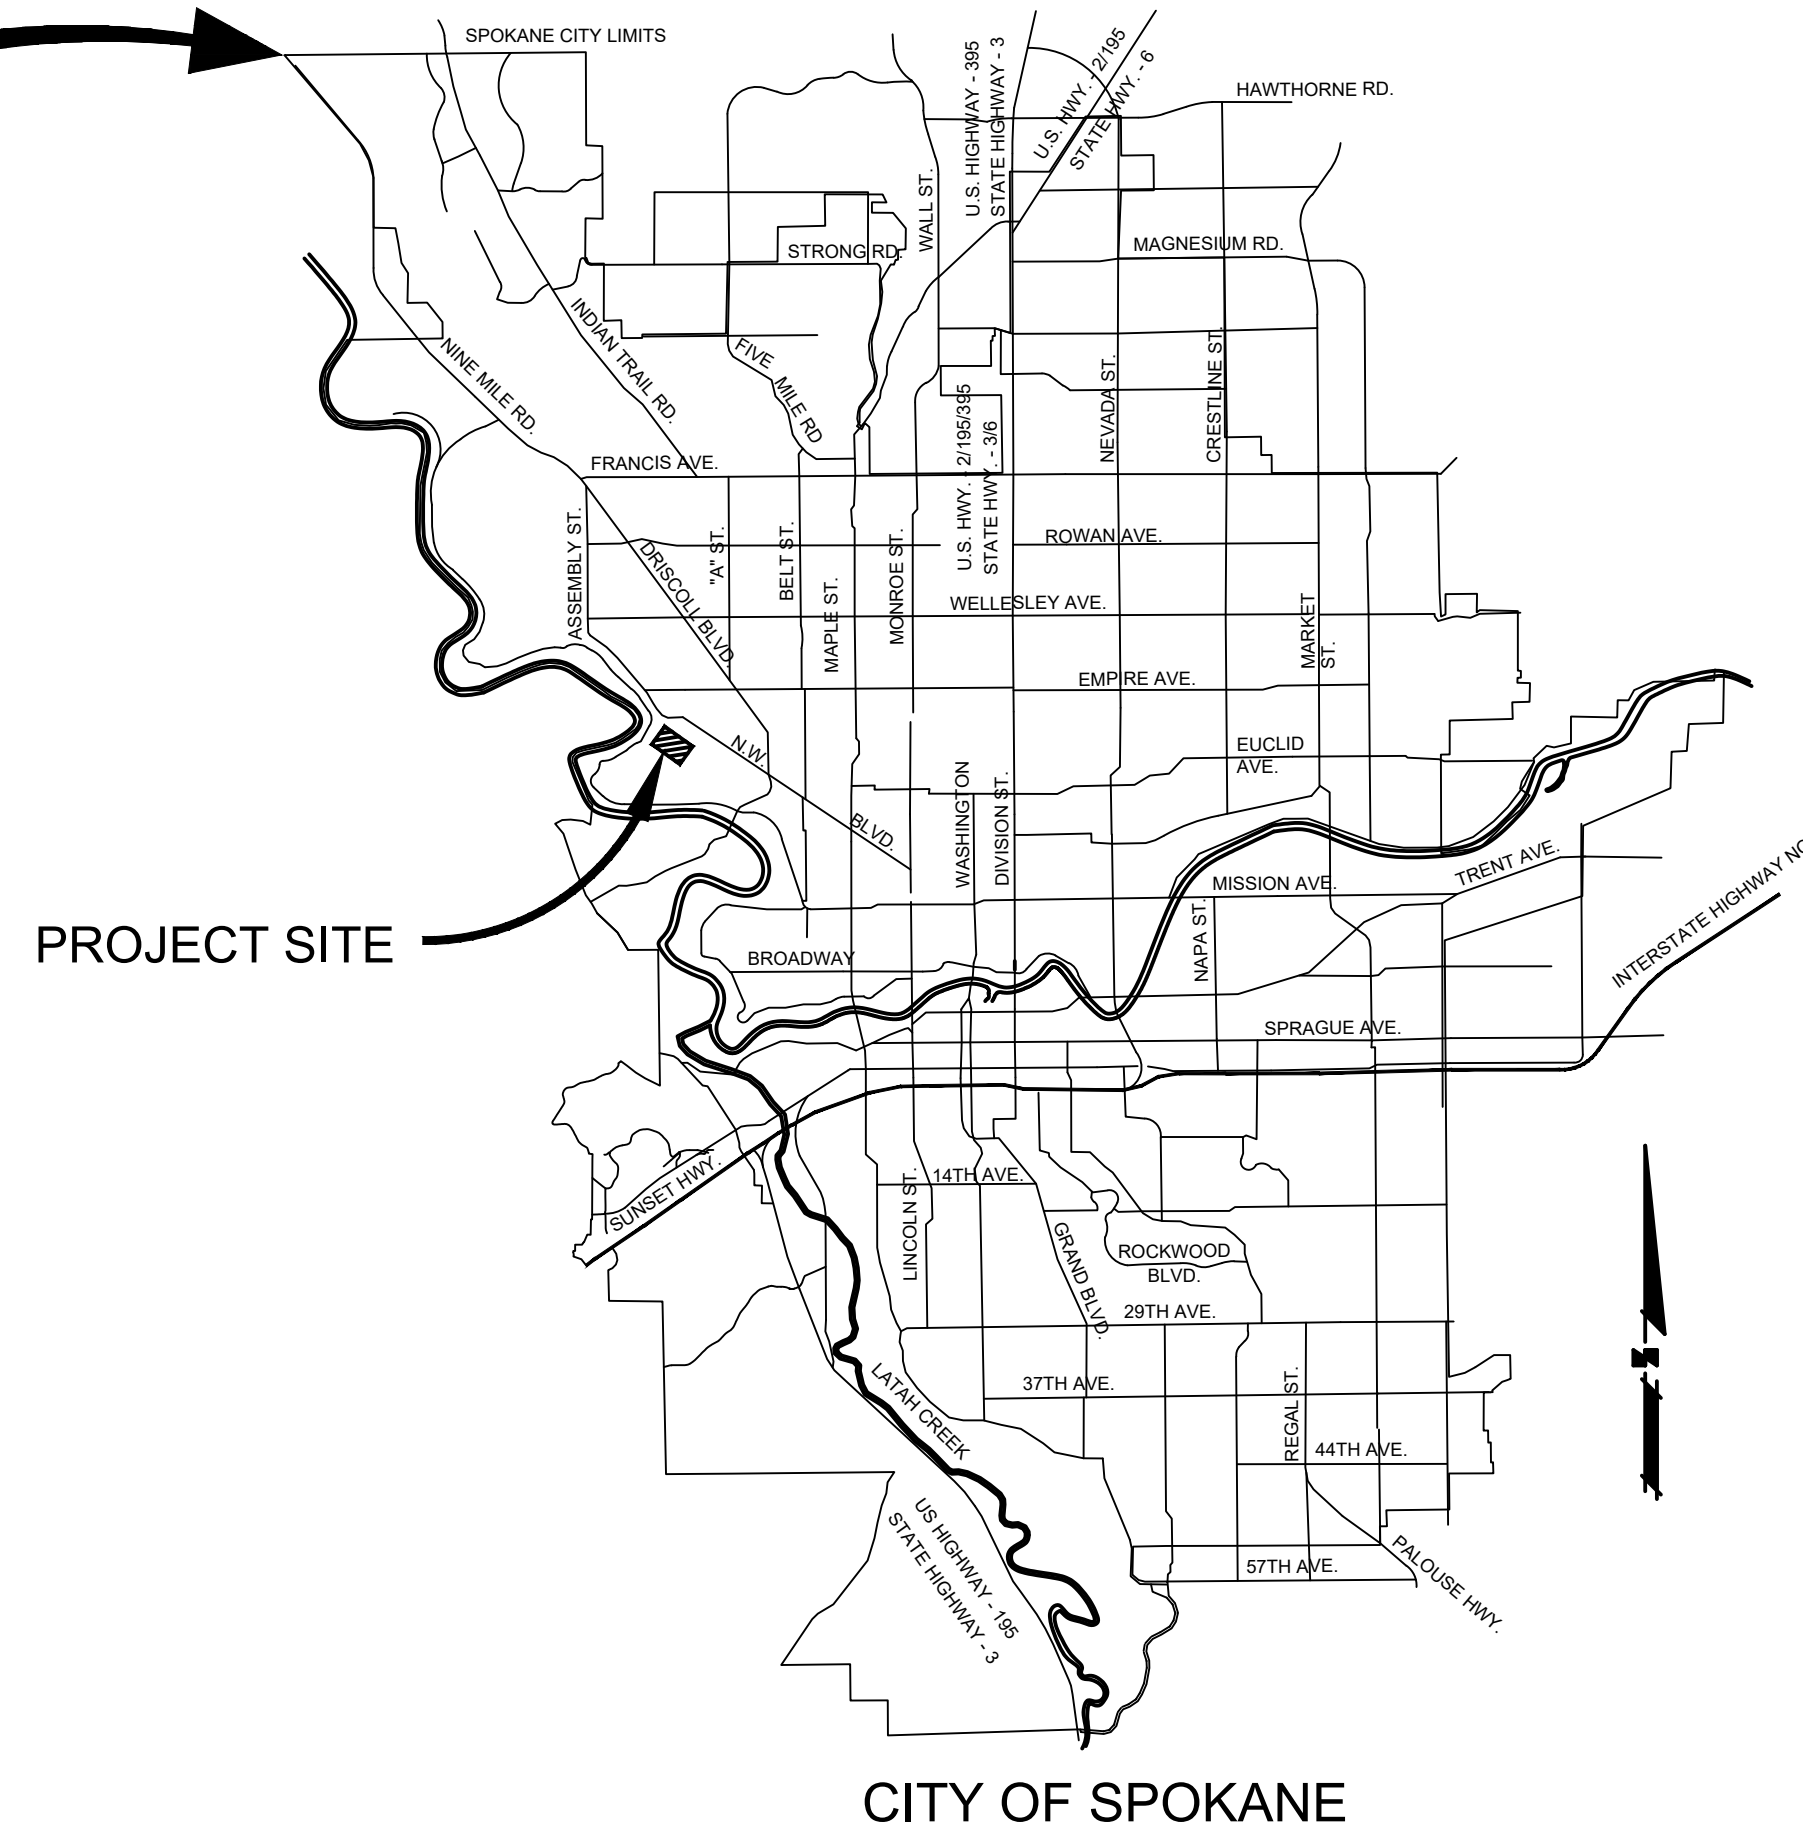 SPOKANE CITY LIMITS
U.S. HIGHWAY - 395
STATE HIGHWAY - 3
U.S. HWY. - 2/195
STATE HWY. - 6
HAWTHORNE RD.
WALL ST.
STRONG RD.
MAGNESIUM RD.
INDIAN TRAIL RD.
NINE MILE RD.
FIVE MILE RD
NEVADA ST.
CRESTLINE ST.
FRANCIS AVE.
U.S. HWY. - 2/195/395
STATE HWY. - 3/6
ASSEMBLY ST.
"A" ST.
BELT ST.
MAPLE ST.
MONROE ST.
ROWAN AVE.
DRISCOLL BLVD.
WELLESLEY AVE.
MARKET
ST.
EMPIRE AVE.
N.W. BLVD.
EUCLID
AVE.
WASHINGTON
DIVISION ST.
TRENT AVE.
MISSION AVE.
NAPA ST.
INTERSTATE HIGHWAY
PROJECT SITE
BROADWAY
SPRAGUE AVE.
SUNSET HWY.
14TH AVE.
LINCOLN ST.
GRAND BLVD.
ROCKWOOD
BLVD.
29TH AVE.
37TH AVE.
REGAL ST.
LATAH CREEK
44TH AVE.
US HIGHWAY - 195
STATE HIGHWAY - 3
57TH AVE.
PALOUSE HWY.
N
CITY OF SPOKANE